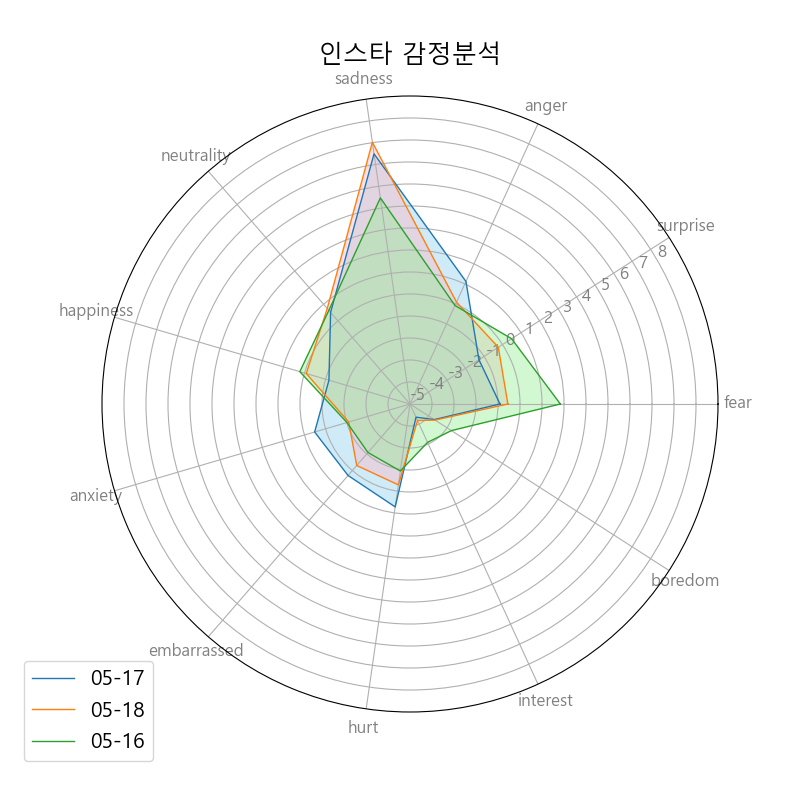 인스타 감정분석
sadness
anger
neutrality
surprise
8
7
6
5
4
3
2
1
0
-1
-2
-3
-4
-5
happiness
fear
anxiety
boredom
embarrassed
interest
hurt
05-17
05-18
05-16